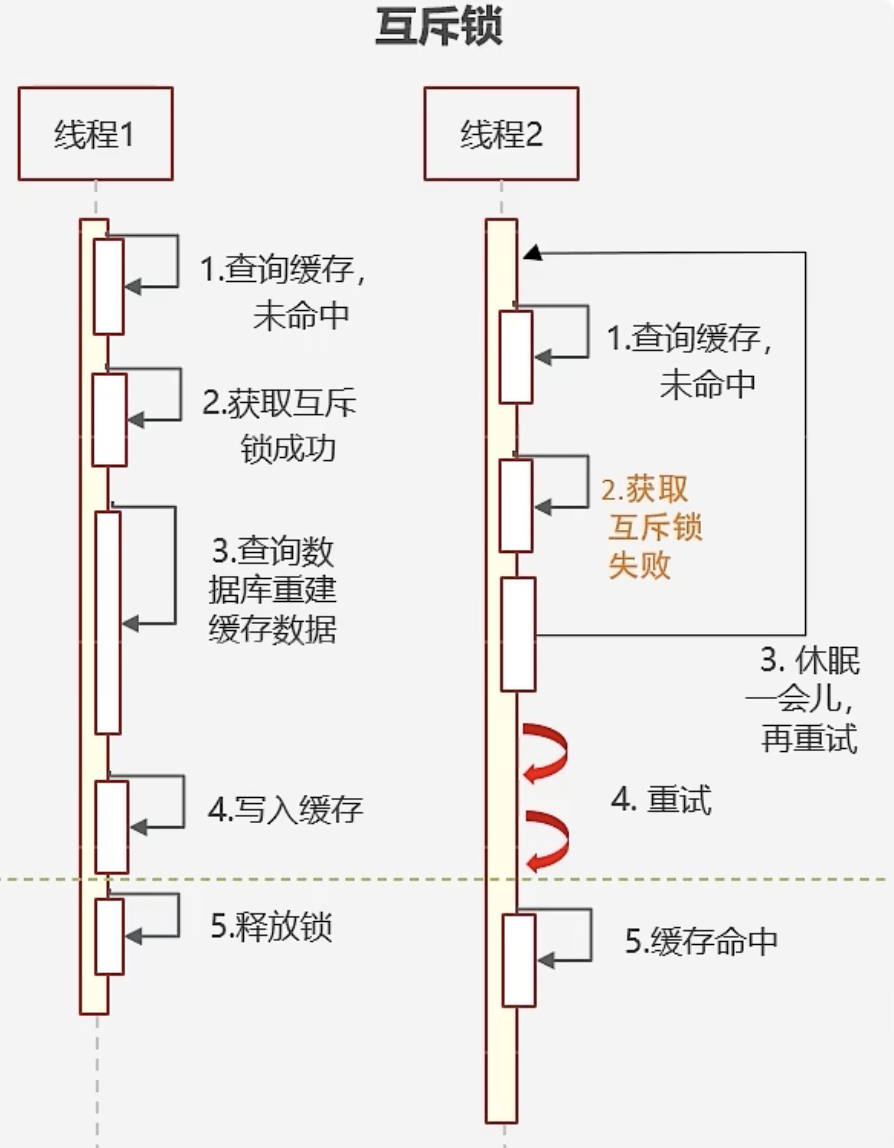 互斥锁
线程1
线程2
1.查询缓存，
未命中
2.获取互斥
锁成功
3.查询数
据库重建
缓存数据
4.写入缓存
5.释放锁
1.查询缓存，
未命中
2.获取
互斥锁
失败
3. 休眠
一会儿，
再重试
4. 重试
5.缓存命中